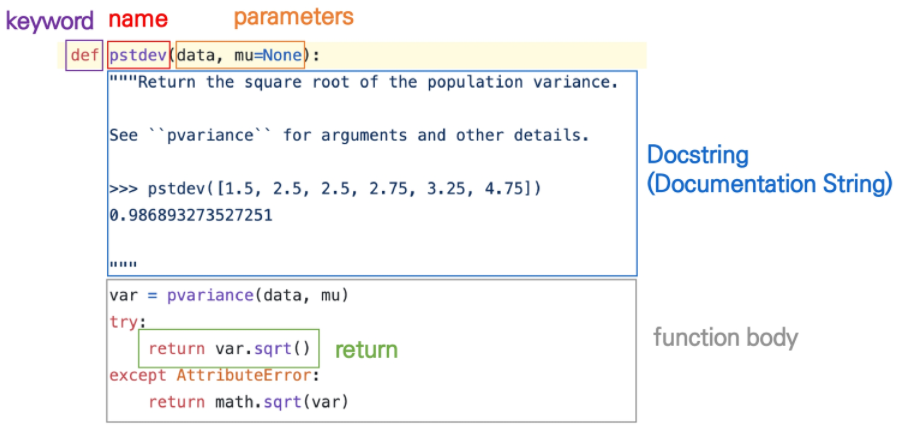 keyword name parameters
def pstdev(data, mu=None):
"""Return the square root of the population variance.
See ``pvariance`` for arguments and other details.
>>> pstdev([1.5, 2.5, 2.5, 2.75, 3.25, 4.75])
0.986893273527251
"""
Docstring
(Documentation String)
var = pvariance(data, mu)
try:
    return var.sqrt() return
except AttributeError:
    return math.sqrt(var)
function body